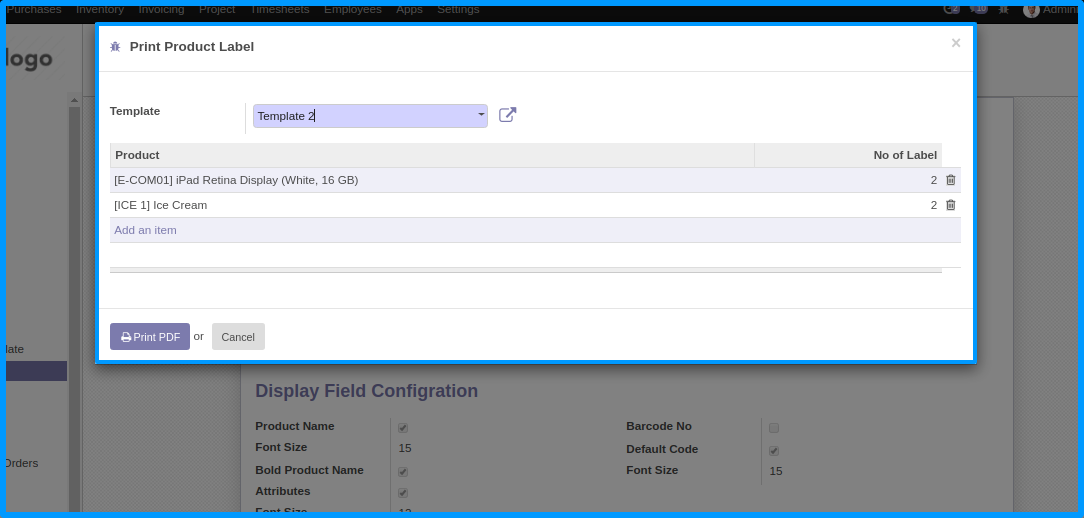 Purchases Inventory Invoicing Project Timesheets Employees Apps Settings 2 10
logo
Print Product Label ×
Template Template 2
Product No of Label
[E-COM01] iPad Retina Display (White, 16 GB) 2
[ICE 1] Ice Cream 2
Add an item
Print PDF or Cancel
late
Orders
Display Field Configration
Product Name Barcode No
Font Size 15 Default Code
Bold Product Name Font Size 15
Attributes
Font Size 12